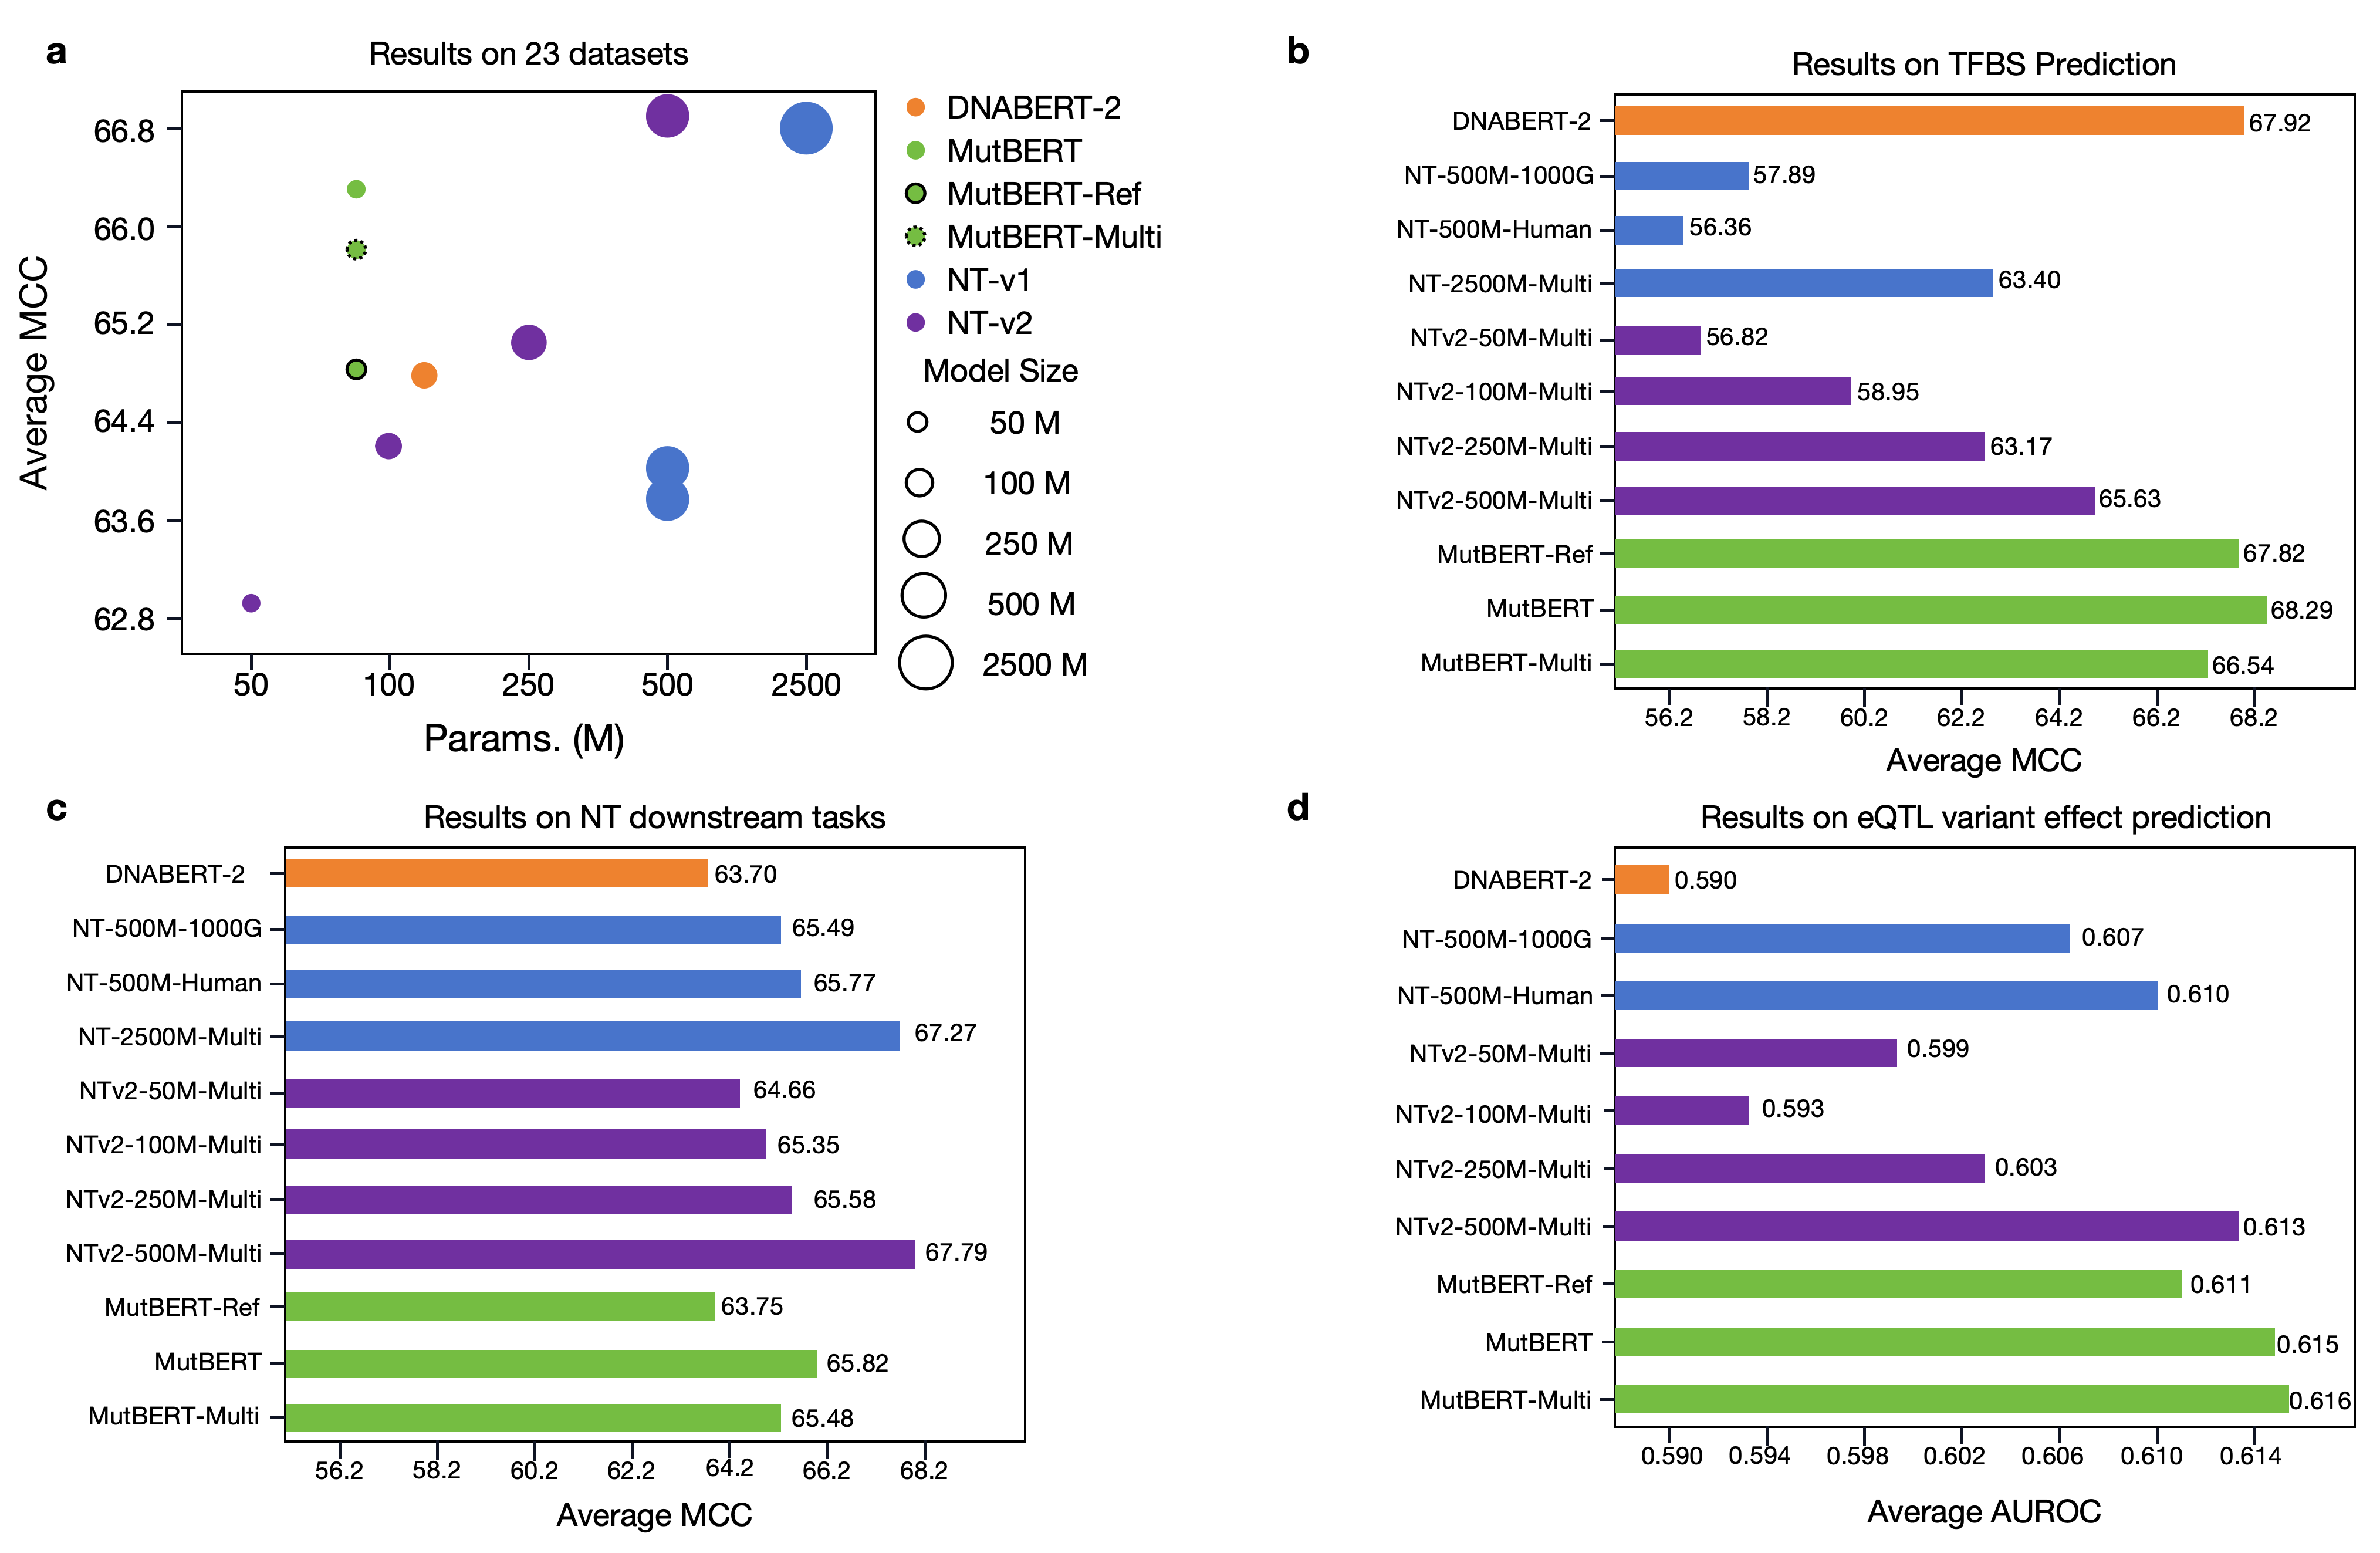 a
Results on 23 datasets
Average MCC
66.8
66.0
65.2
64.4
63.6
62.8
50
100
250
500
2500
Params. (M)
DNABERT-2
MutBERT
MutBERT-Ref
MutBERT-Multi
NT-v1
NT-v2
Model Size
50 M
100 M
250 M
500 M
2500 M
b
Results on TFBS Prediction
DNABERT-2 67.92
NT-500M-1000G 57.89
NT-500M-Human 56.36
NT-2500M-Multi 63.40
NTv2-50M-Multi 56.82
NTv2-100M-Multi 58.95
NTv2-250M-Multi 63.17
NTv2-500M-Multi 65.63
MutBERT-Ref 67.82
MutBERT 68.29
MutBERT-Multi 66.54
56.2 58.2 60.2 62.2 64.2 66.2 68.2
Average MCC
c
Results on NT downstream tasks
DNABERT-2 63.70
NT-500M-1000G 65.49
NT-500M-Human 65.77
NT-2500M-Multi 67.27
NTv2-50M-Multi 64.66
NTv2-100M-Multi 65.35
NTv2-250M-Multi 65.58
NTv2-500M-Multi 67.79
MutBERT-Ref 63.75
MutBERT 65.82
MutBERT-Multi 65.48
56.2 58.2 60.2 62.2 64.2 66.2 68.2
Average MCC
d
Results on eQTL variant effect prediction
DNABERT-2 0.590
NT-500M-1000G 0.607
NT-500M-Human 0.610
NTv2-50M-Multi 0.599
NTv2-100M-Multi 0.593
NTv2-250M-Multi 0.603
NTv2-500M-Multi 0.613
MutBERT-Ref 0.611
MutBERT 0.615
MutBERT-Multi 0.616
0.590 0.594 0.598 0.602 0.606 0.610 0.614
Average AUROC